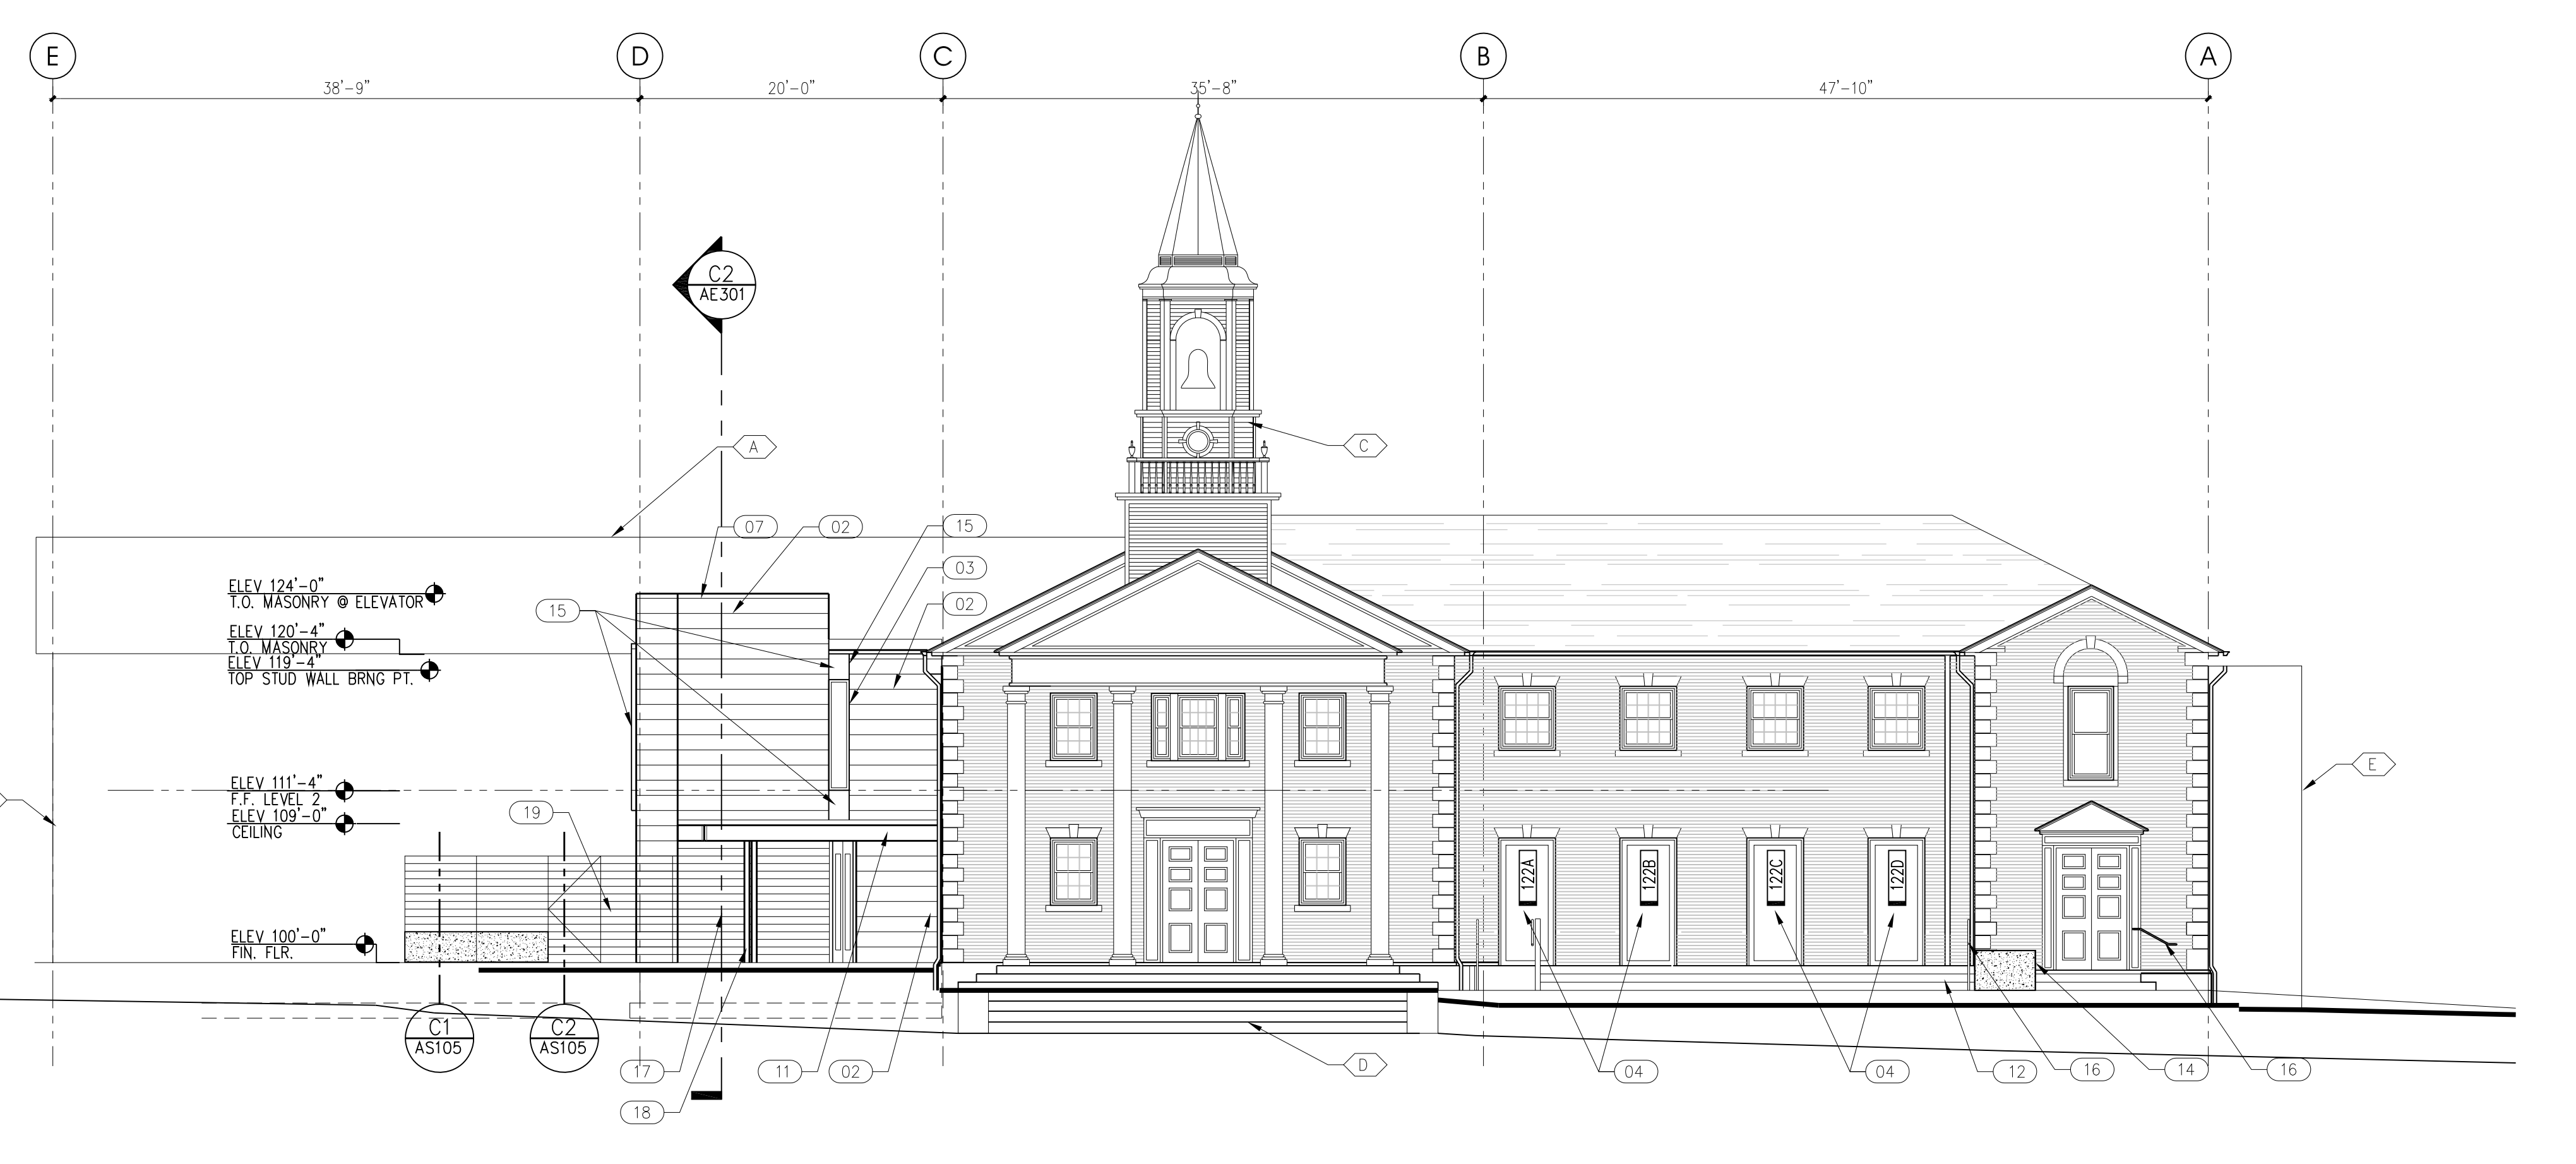 E
D
C
B
A
38'-9"
20'-0"
35'-8"
47'-10"
C2
AE301
A
C
07
02
15
03
02
15
ELEV 124'-0"
T.O. MASONRY @ ELEVATOR
ELEV 120'-4"
T.O. MASONRY
ELEV 119'-4"
TOP STUD WALL BRNG PT.
E
ELEV 111'-4"
F.F. LEVEL 2
ELEV 109'-0"
CEILING
19
122A
122B
122C
122D
ELEV 100'-0"
FIN. FLR.
C1
AS105
C2
AS105
17
11
02
D
04
04
12
16
14
16
18